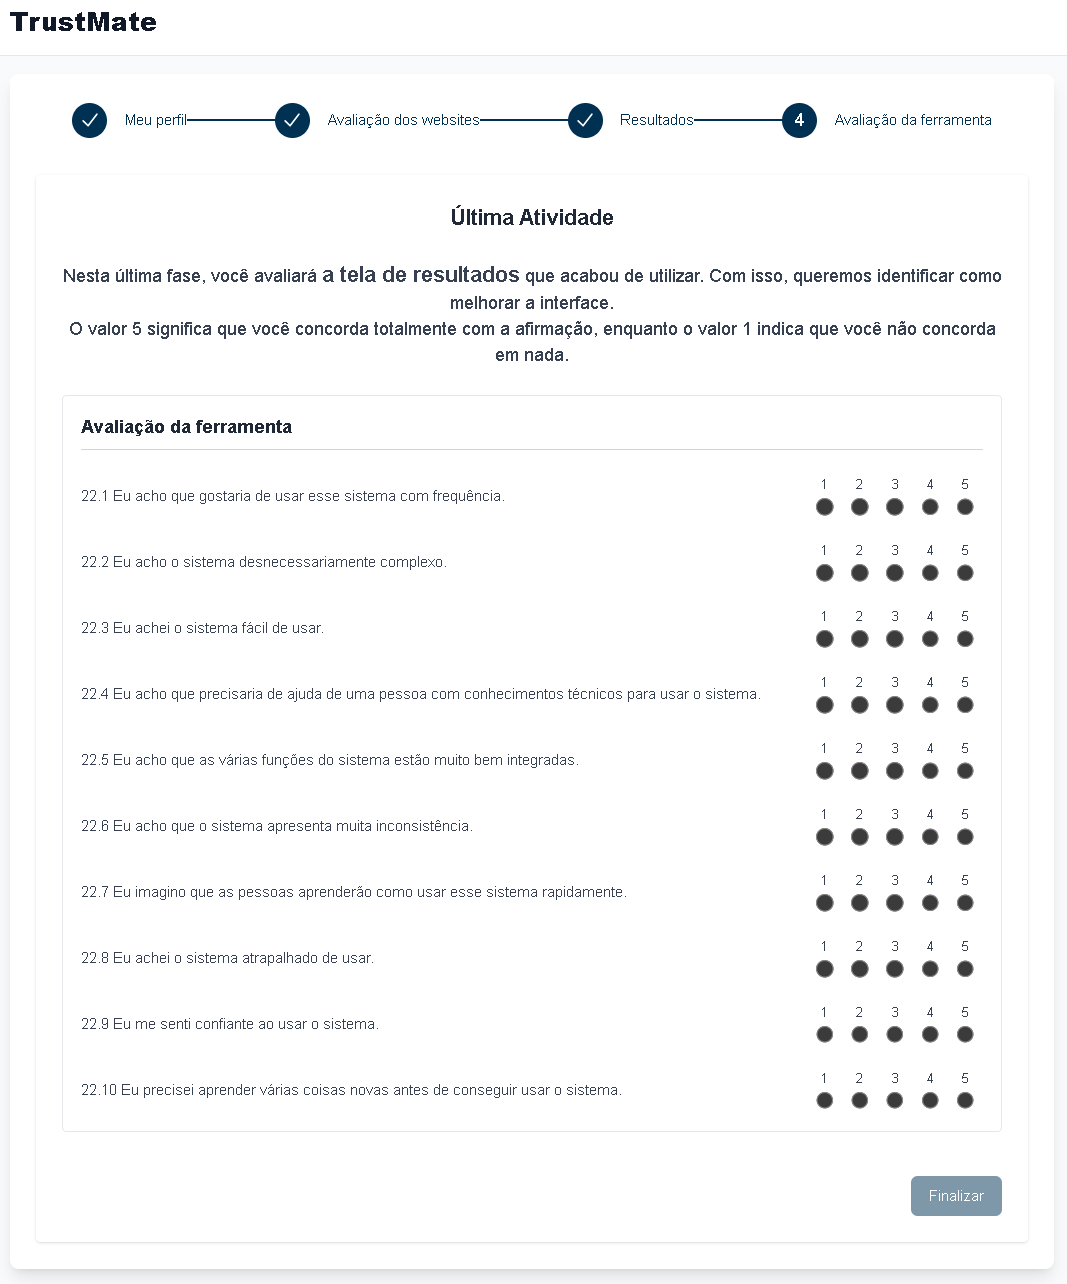 TrustMate
Meu perfil
Avaliação dos websites
Resultados
4
Avaliação da ferramenta
Última Atividade
Nesta última fase, você avaliará a tela de resultados que acabou de utilizar. Com isso, queremos identificar como
melhorar a interface.
O valor 5 significa que você concorda totalmente com a afirmação, enquanto o valor 1 indica que você não concorda
em nada.
Avaliação da ferramenta
22.1 Eu acho que gostaria de usar esse sistema com frequência.
1 2 3 4 5
22.2 Eu acho o sistema desnecessariamente complexo.
1 2 3 4 5
22.3 Eu achei o sistema fácil de usar.
1 2 3 4 5
22.4 Eu acho que precisaria de ajuda de uma pessoa com conhecimentos técnicos para usar o sistema.
1 2 3 4 5
22.5 Eu acho que as várias funções do sistema estão muito bem integradas.
1 2 3 4 5
22.6 Eu acho que o sistema apresenta muita inconsistência.
1 2 3 4 5
22.7 Eu imagino que as pessoas aprenderão como usar esse sistema rapidamente.
1 2 3 4 5
22.8 Eu achei o sistema atrapalhado de usar.
1 2 3 4 5
22.9 Eu me senti confiante ao usar o sistema.
1 2 3 4 5
22.10 Eu precisei aprender várias coisas novas antes de conseguir usar o sistema.
1 2 3 4 5
Finalizar